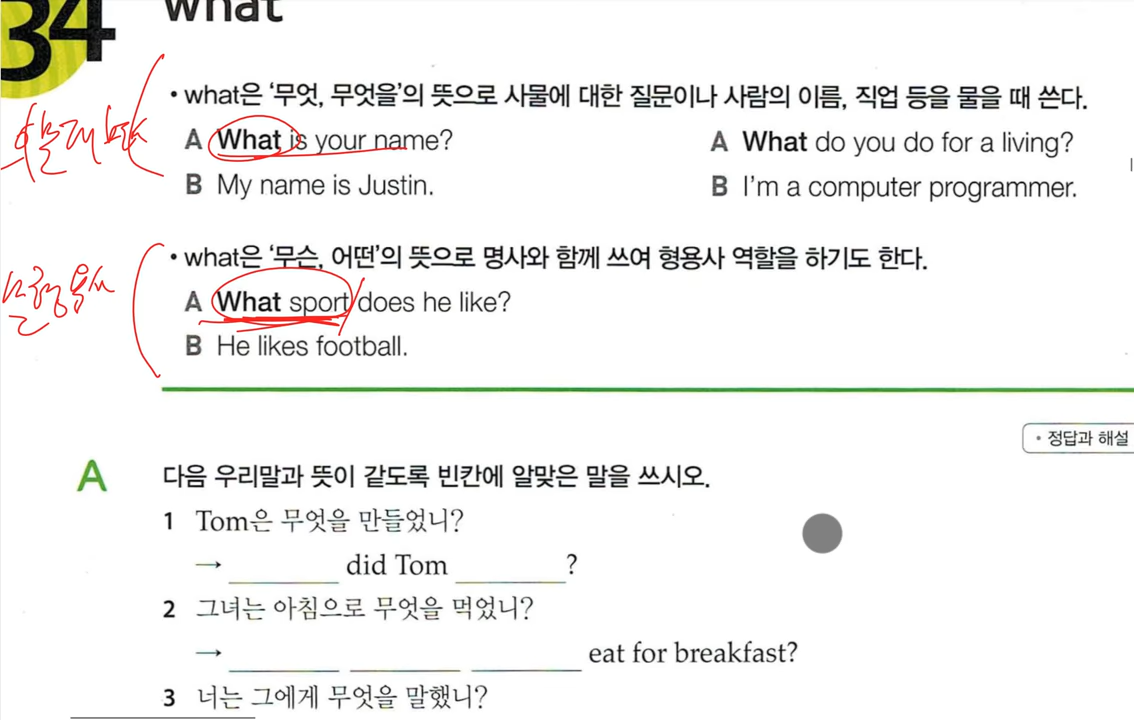 34
what
• what은 '무엇, 무엇을'의 뜻으로 사물에 대한 질문이나 사람의 이름, 직업 등을 물을 때 쓴다.
A What is your name?
B My name is Justin.
A What do you do for a living?
B I'm a computer programmer.
• what은 '무슨, 어떤'의 뜻으로 명사와 함께 쓰여 형용사 역할을 하기도 한다.
A What sport does he like?
B He likes football.
• 정답과 해설
A 다음 우리말과 뜻이 같도록 빈칸에 알맞은 말을 쓰시오.
1 Tom은 무엇을 만들었니?
→ ________ did Tom ________?
2 그녀는 아침으로 무엇을 먹었니?
→ ________ ________ ________ eat for breakfast?
3 너는 그에게 무엇을 말했니?